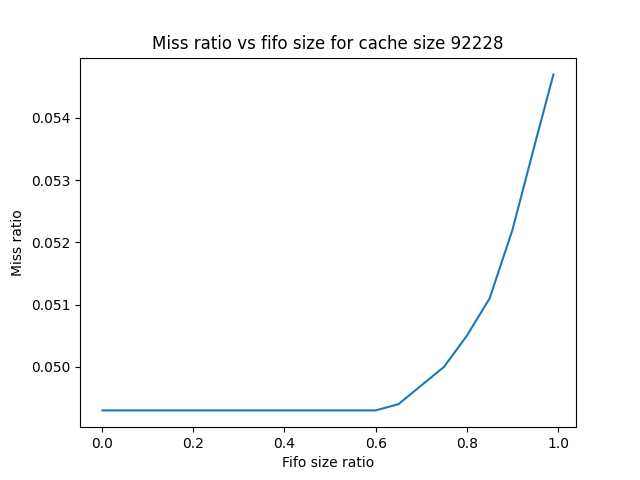 Miss ratio vs fifo size for cache size 92228
0.054
0.053
0.052
0.051
0.050
Miss ratio
0.0 0.2 0.4 0.6 0.8 1.0
Fifo size ratio